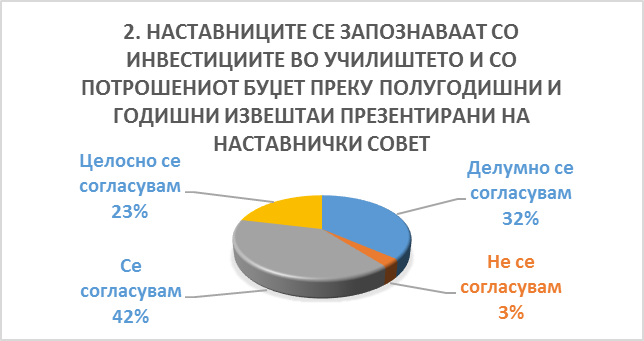 2. НАСТАВНИЦИТЕ СЕ ЗАПОЗНАВААТ СО
ИНВЕСТИЦИИТЕ ВО УЧИЛИШТЕТО И СО
ПОТРОШЕНИОТ БУЏЕТ ПРЕКУ ПОЛУГОДИШНИ И
ГОДИШНИ ИЗВЕШТАИ ПРЕЗЕНТИРАНИ НА
НАСТАВНИЧКИ СОВЕТ
Целосно се
согласувам
23%
Делумно се
согласувам
32%
Се
согласувам
42%
Не се
согласувам
3%